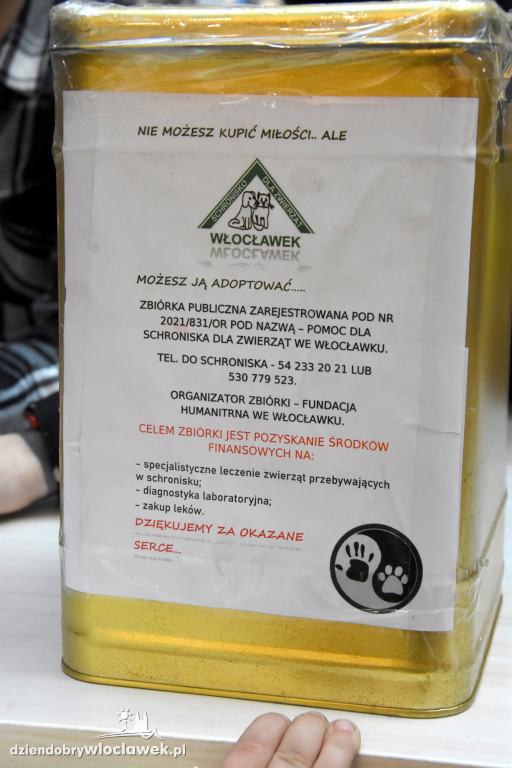 NIE MOŻESZ KUPIĆ MIŁOŚCI.. ALE
SCHRONISKO DLA ZWIERZĄT
WŁOCŁAWEK
MOŻESZ JĄ ADOPTOWAĆ.....
ZBIÓRKA PUBLICZNA ZAREJESTROWANA POD NR
2021/831/OR POD NAZWĄ – POMOC DLA
SCHRONISKA DLA ZWIERZĄT WE WŁOCŁAWKU.
TEL. DO SCHRONISKA - 54 233 20 21 LUB
530 779 523.
ORGANIZATOR ZBIÓRKI – FUNDACJA
HUMANITRNA WE WŁOCŁAWKU.
CELEM ZBIÓRKI JEST POZYSKANIE ŚRODKÓW
FINANSOWYCH NA:
- specjalistyczne leczenie zwierząt przebywających
w schronisku;
- diagnostyka laboratoryjna;
- zakup leków.
DZIĘKUJEMY ZA OKAZANE
SERCE...
dziendobrywloclawek.pl